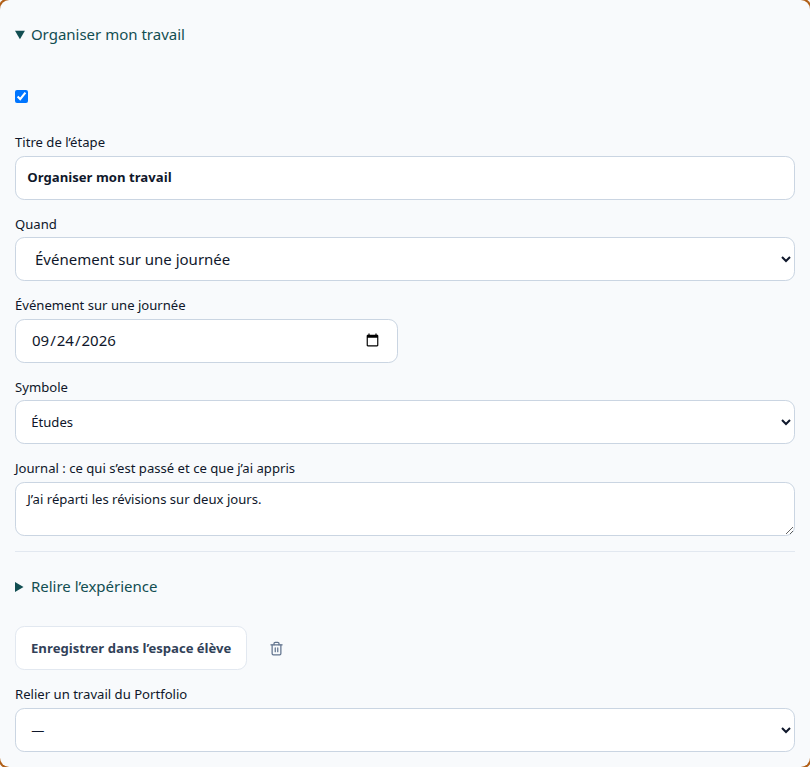 Organiser mon travail
Titre de l’étape
Organiser mon travail
Quand
Événement sur une journée
Événement sur une journée
09/24/2026
Symbole
Études
Journal : ce qui s’est passé et ce que j’ai appris
J’ai réparti les révisions sur deux jours.
Relire l’expérience
Enregistrer dans l’espace élève
Relier un travail du Portfolio
—